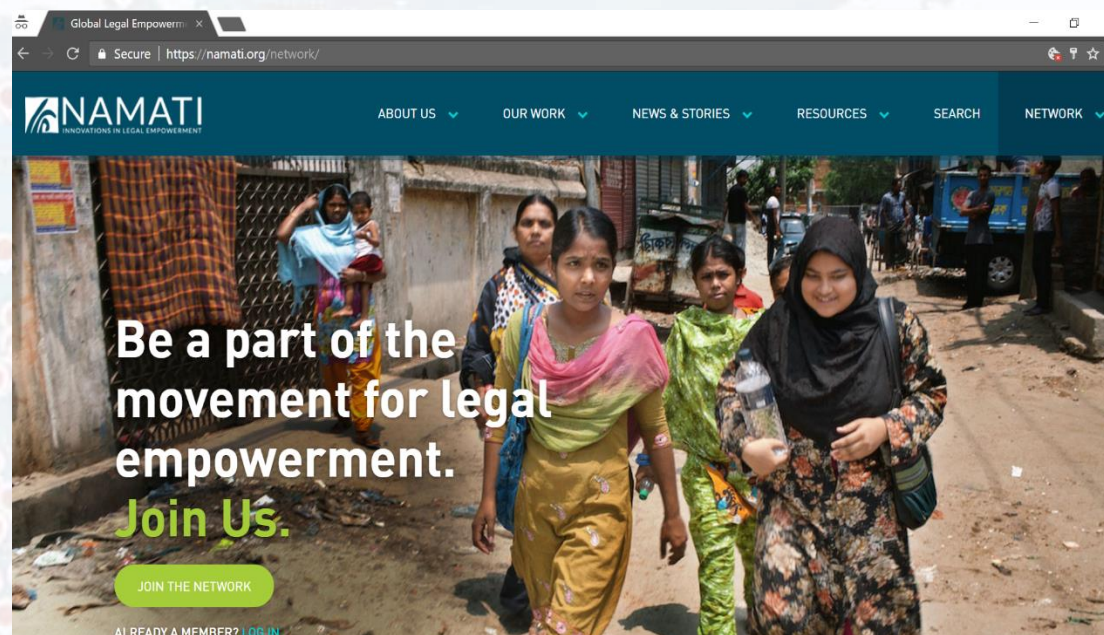 Global Legal Empowerm
Secure | https://namati.org/network/
NAMATI
INNOVATIONS IN LEGAL EMPOWERMENT
ABOUT US
OUR WORK
NEWS & STORIES
RESOURCES
SEARCH
NETWORK
Be a part of the
movement for legal
empowerment.
Join Us.
JOIN THE NETWORK
ALREADY A MEMBER? LOG IN